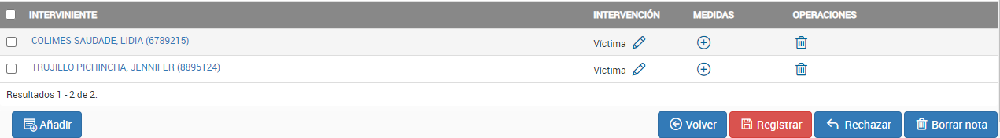 INTERVINIENTE INTERVENCIÓN MEDIDAS OPERACIONES
COLIMES SAUDADE, LIDIA (6789215) Víctima
TRUJILLO PICHINCHA, JENNIFER (8895124) Víctima
Resultados 1 - 2 de 2.
Añadir Volver Registrar Rechazar Borrar nota